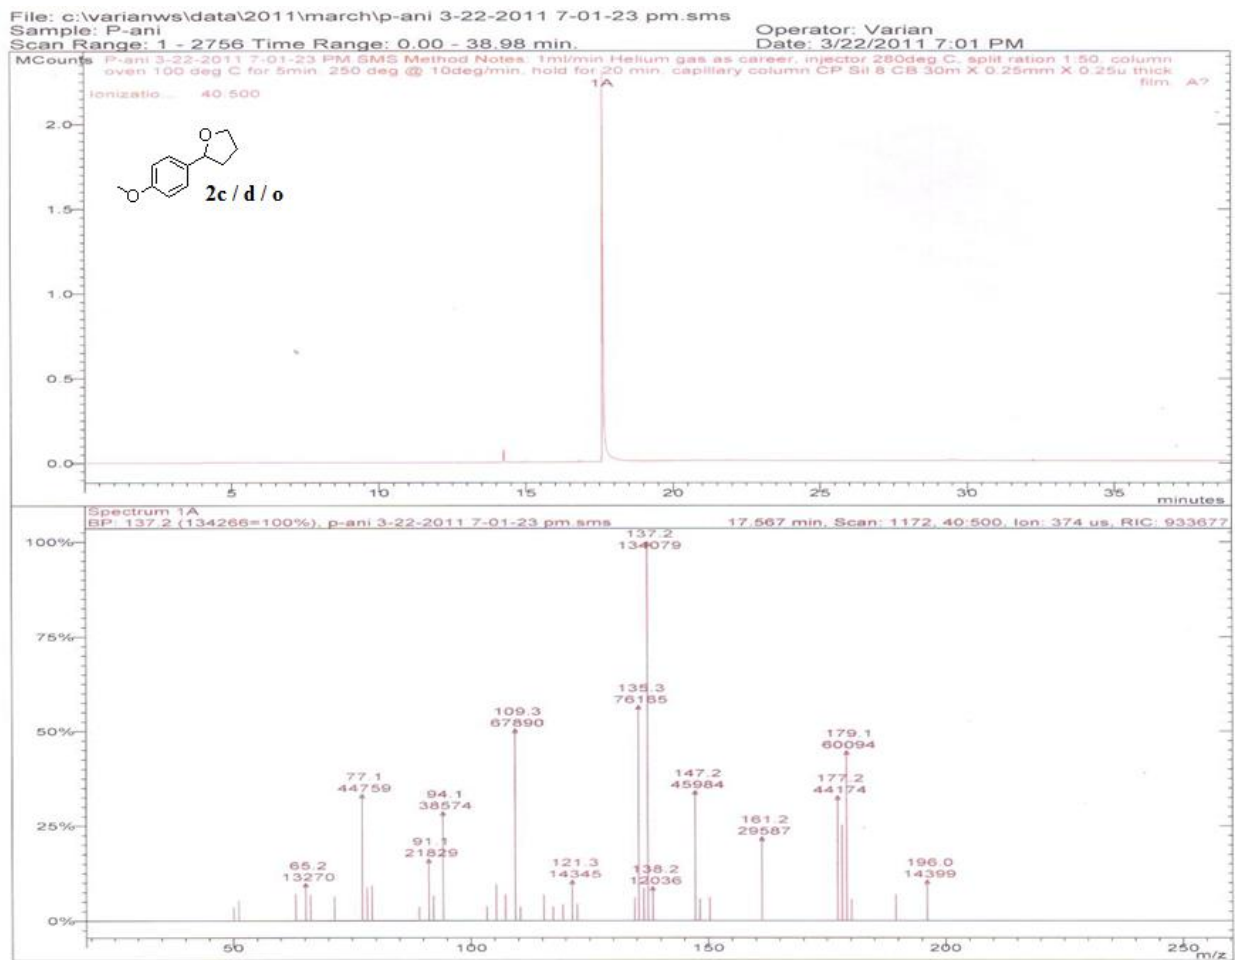 File: c:\varianws\data\2011\march\p-ani 3-22-2011 7-01-23 pm.sms
Sample: P-ani Operator: Varian
Scan Range: 1 - 2756 Time Range: 0.00 - 38.98 min. Date: 3/22/2011 7:01 PM
MCounts P-ani 3-22-2011 7-01-23 PM.SMS Method Notes: 1ml/min Helium gas as career, injector 280deg C, split ration 1:50, column
oven 100 deg C for 5min. 250 deg @ 10deg/min, hold for 20 min. capillary column CP Sil 8 CB 30m X 0.25mm X 0.25u thick
film. A?
1A
Ionizatio... 40:500
2.0
O
O
2c / d / o
1.5
1.0
0.5
0.0
5 10 15 20 25 30 35
minutes
Spectrum 1A
BP: 137.2 (134266=100%), p-ani 3-22-2011 7-01-23 pm.sms 17.567 min, Scan: 1172, 40:500, Ion: 374 us, RIC: 933677
137.2
134079
100%
75%
135.3
76165
109.3
67890
50%
179.1
60094
147.2
45984
177.2
44174
77.1
44759
94.1
38574
25%
161.2
29587
91.1
21829
65.2
13270
121.3
14345
138.2
12036
196.0
14399
0%
50 100 150 200 250
m/z